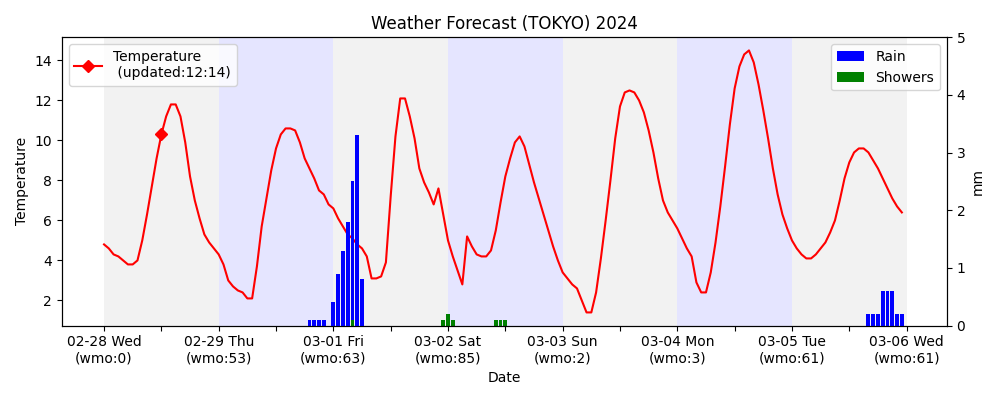 Weather Forecast (TOKYO) 2024
Temperature
(updated:12:14)
Rain
Showers
14
12
10
8
6
4
2
Temperature
5
4
3
2
1
0
mm
02-28 Wed
(wmo:0)
02-29 Thu
(wmo:53)
03-01 Fri
(wmo:63)
03-02 Sat
(wmo:85)
03-03 Sun
(wmo:2)
03-04 Mon
(wmo:3)
03-05 Tue
(wmo:61)
03-06 Wed
(wmo:61)
Date